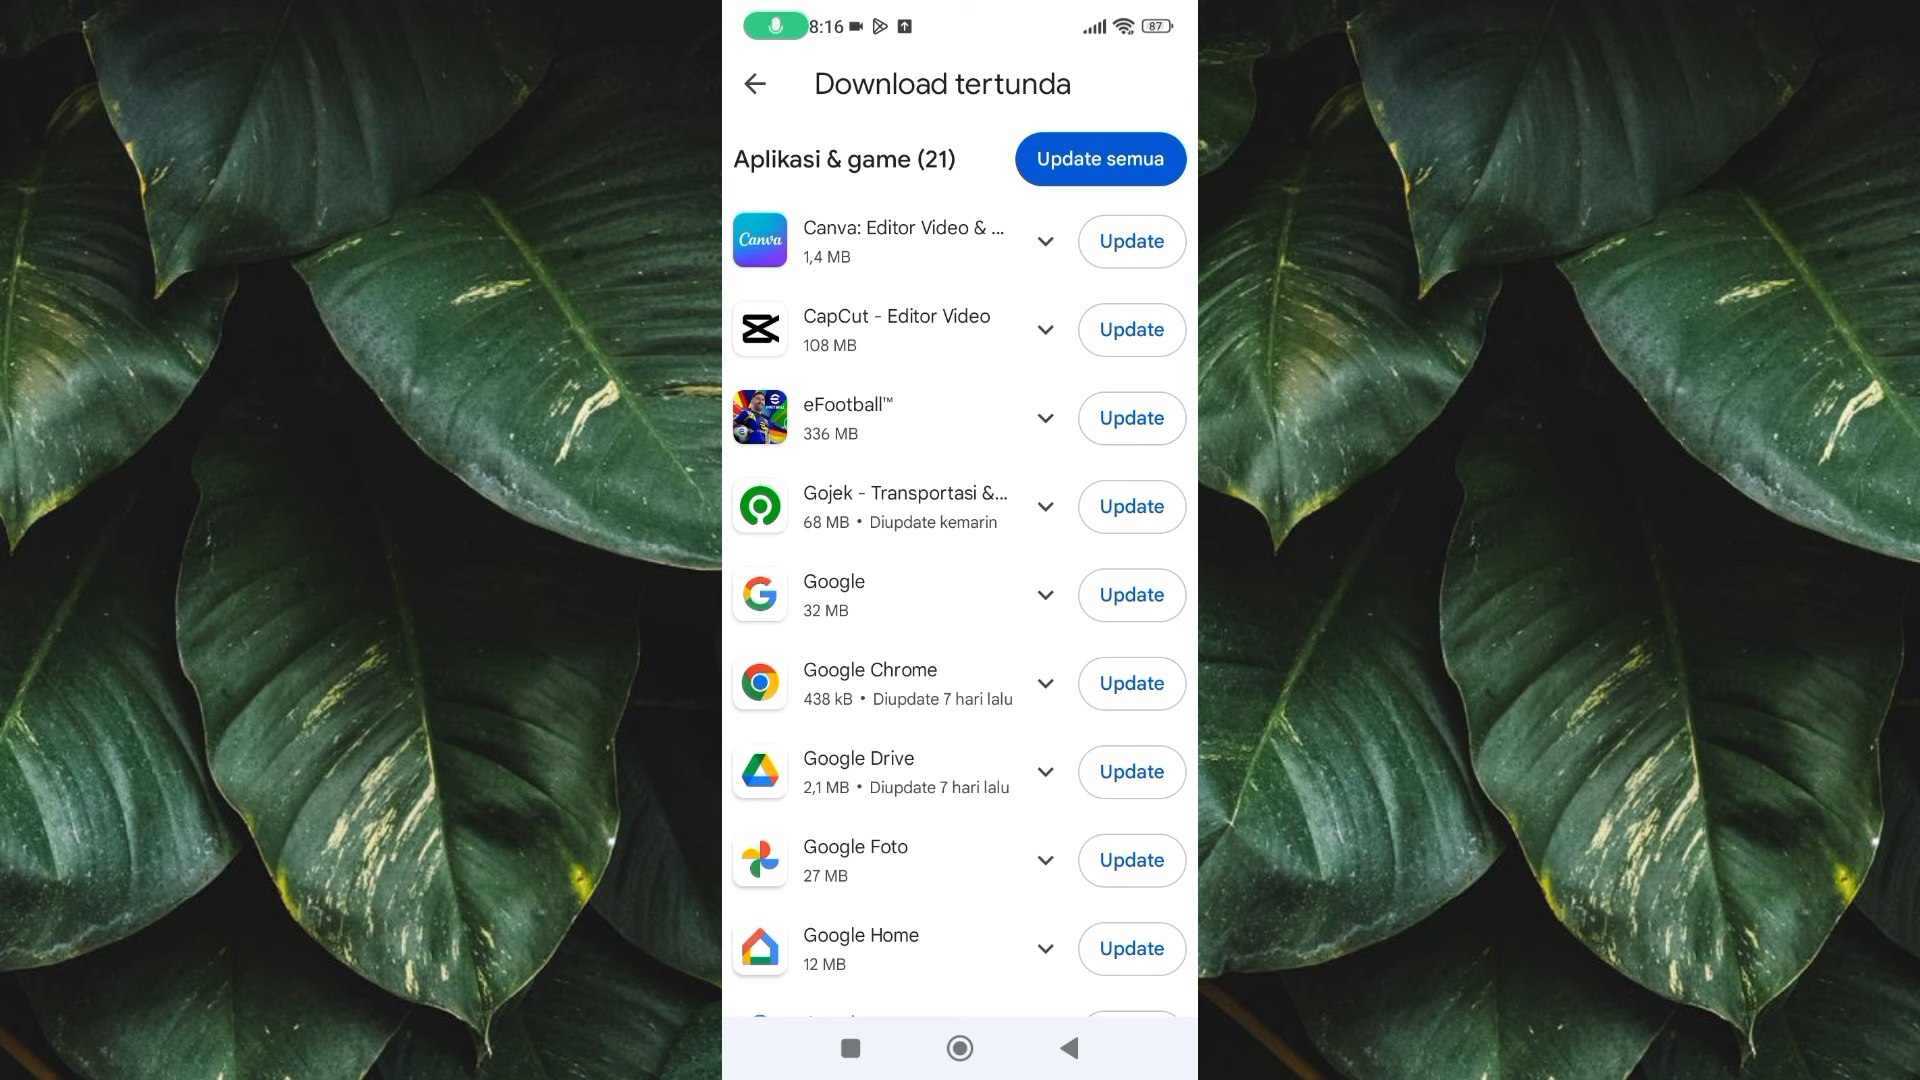 8:16
87
Download tertunda
Aplikasi & game (21)
Update semua
Canva
Canva: Editor Video & ...
1,4 MB
Update
CapCut - Editor Video
108 MB
Update
eFootball™
336 MB
Update
Gojek - Transportasi &...
68 MB • Diupdate kemarin
Update
Google
32 MB
Update
Google Chrome
438 kB • Diupdate 7 hari lalu
Update
Google Drive
2,1 MB • Diupdate 7 hari lalu
Update
Google Foto
27 MB
Update
Google Home
12 MB
Update